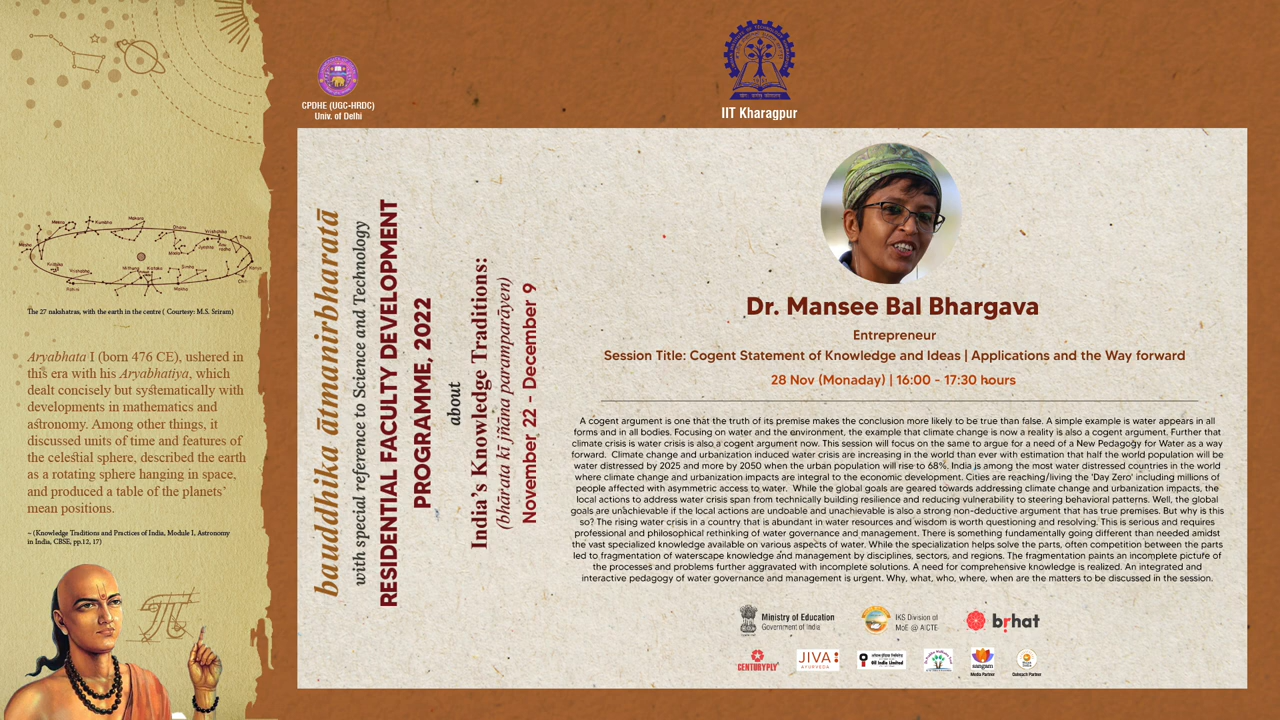 CPDHE (UGC-HRDC)
Univ. of Delhi
IIT Kharagpur
The 27 nakshatras, with the earth in the centre ( Courtesy: M.S. Sriram)
Aryabhata I (born 476 CE), ushered in
this era with his Aryabhatiya, which
dealt concisely but systematically with
developments in mathematics and
astronomy. Among other things, it
discussed units of time and features of
the celestial sphere, described the earth
as a rotating sphere hanging in space,
and produced a table of the planets'
mean positions.
~ (Knowledge Traditions and Practices of India, Module I, Astronomy
in India, CBSE, pp.12, 17)
bauddhika ātmanirbharatā
with special reference to Science and Technology
RESIDENTIAL FACULTY DEVELOPMENT
PROGRAMME, 2022
about
India's Knowledge Traditions:
(bhārata kī jñāna paramparāyen)
November 22 - December 9
Dr. Mansee Bal Bhargava
Entrepreneur
Session Title: Cogent Statement of Knowledge and Ideas | Applications and the Way forward
28 Nov (Monaday) | 16:00 - 17:30 hours
A cogent argument is one that the truth of its premise makes the conclusion more likely to be true than false. A simple example is water appears in all
forms and in all bodies. Focusing on water and the environment, the example that climate change is now a reality is also a cogent argument. Further that
climate crisis is water crisis is also a cogent argument now. This session will focus on the same to argue for a need of a New Pedagogy for Water as a way
forward. Climate change and urbanization induced water crisis are increasing in the world than ever with estimation that half the world population will be
water distressed by 2025 and more by 2050 when the urban population will rise to 68%. India is among the most water distressed countries in the world
where climate change and urbanization impacts are integral to the economic development. Cities are reaching/living the 'Day Zero' including millions of
people affected with asymmetric access to water. While the global goals are geared towards addressing climate change and urbanization impacts, the
local actions to address water crisis span from technically building resilience and reducing vulnerability to steering behavioral patterns. Well, the global
goals are unachievable if the local actions are undoable and unachievable is also a strong non-deductive argument that has true premises. But why is this
so? The rising water crisis in a country that is abundant in water resources and wisdom is worth questioning and resolving. This is serious and requires
professional and philosophical rethinking of water governance and management. There is something fundamentally going different than needed amidst
the vast specialized knowledge available on various aspects of water. While the specialization helps solve the parts, often competition between the parts
led to fragmentation of waterscape knowledge and management by disciplines, sectors, and regions. The fragmentation paints an incomplete picture of
the processes and problems further aggravated with incomplete solutions. A need for comprehensive knowledge is realized. An integrated and
interactive pedagogy of water governance and management is urgent. Why, what, who, where, when are the matters to be discussed in the session.
Ministry of Education
Government of India
IKS Division of
MoE @ AICTE
brhat
CENTURYPLY
JIVA
AYURVEDA
Oil India Limited
sangam
Media Partner
Outreach Partner